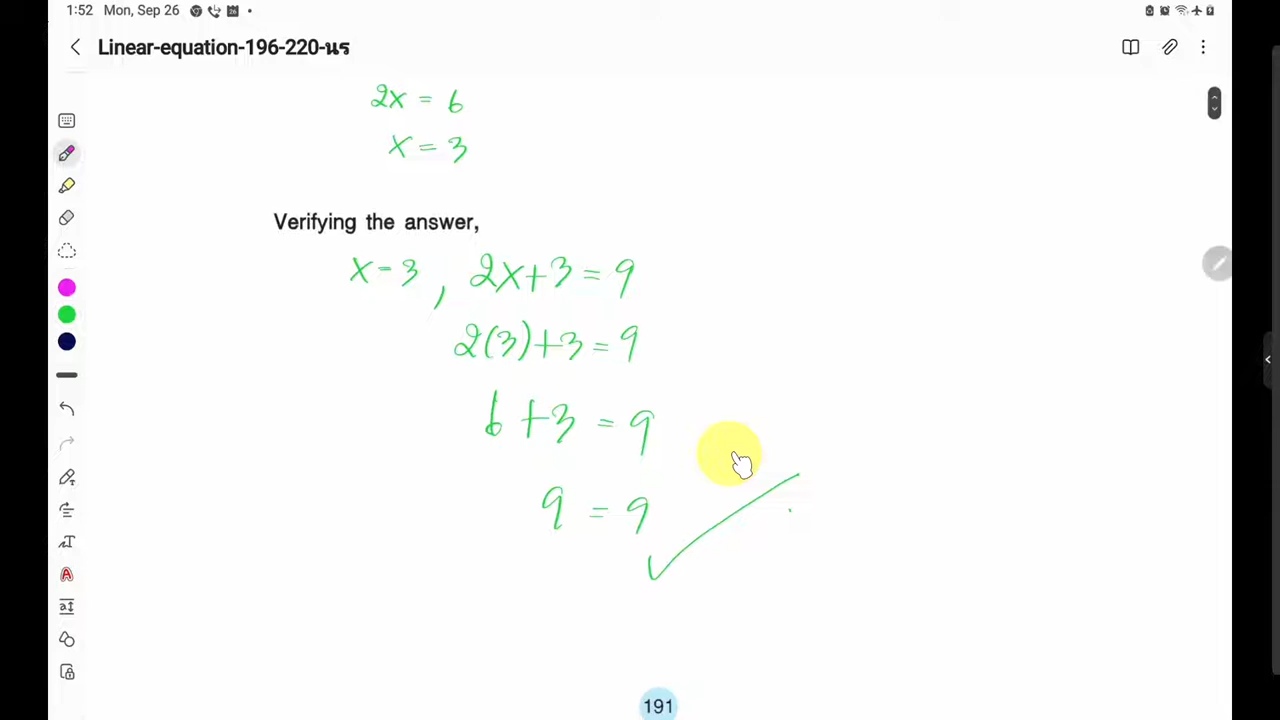 1:52 Mon, Sep 26
Linear-equation-196-220-นร
2x = 6
x = 3
Verifying the answer,
x = 3 , 2x+3 = 9
2(3)+3 = 9
6 +3 = 9
9 = 9
191